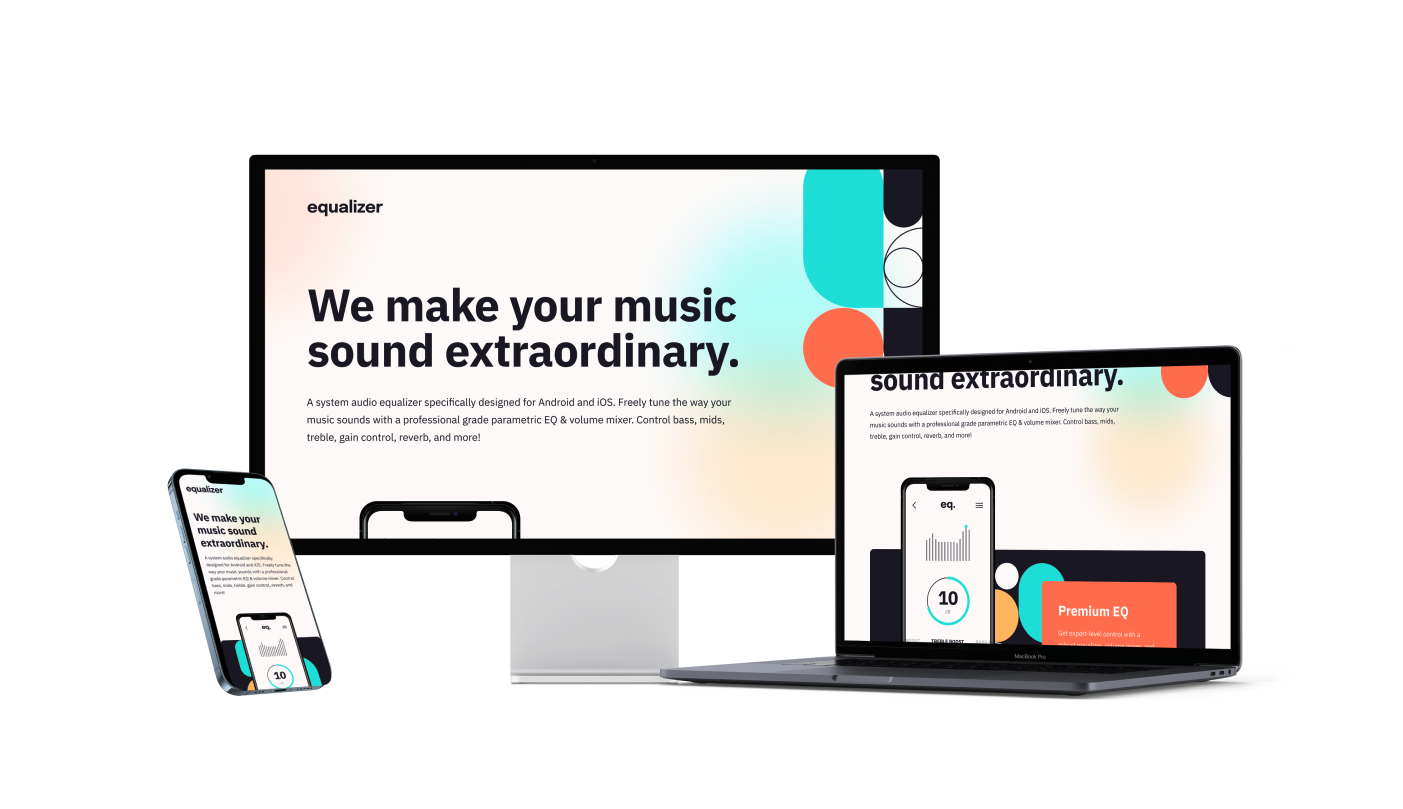 equalizer
We make your music
sound extraordinary.
A system audio equalizer specifically designed for Android and iOS. Freely tune the way your
music sounds with a professional grade parametric EQ & volume mixer. Control bass, mids,
treble, gain control, reverb, and more!
equalizer
We make your
music sound
extraordinary.
A system audio equalizer specifically
designed for Android and iOS. Freely tune the
way your music sounds with a professional
grade parametric EQ & volume mixer. Control
bass, mids, treble, gain control, reverb, and
more!
eq.
10
sound extraordinary.
A system audio equalizer specifically designed for Android and iOS. Freely tune the way your
music sounds with a professional grade parametric EQ & volume mixer. Control bass, mids,
treble, gain control, reverb, and more!
eq.
10
dB
TREBLE BOOST
Premium EQ
Get expert-level control with a
MacBook Pro